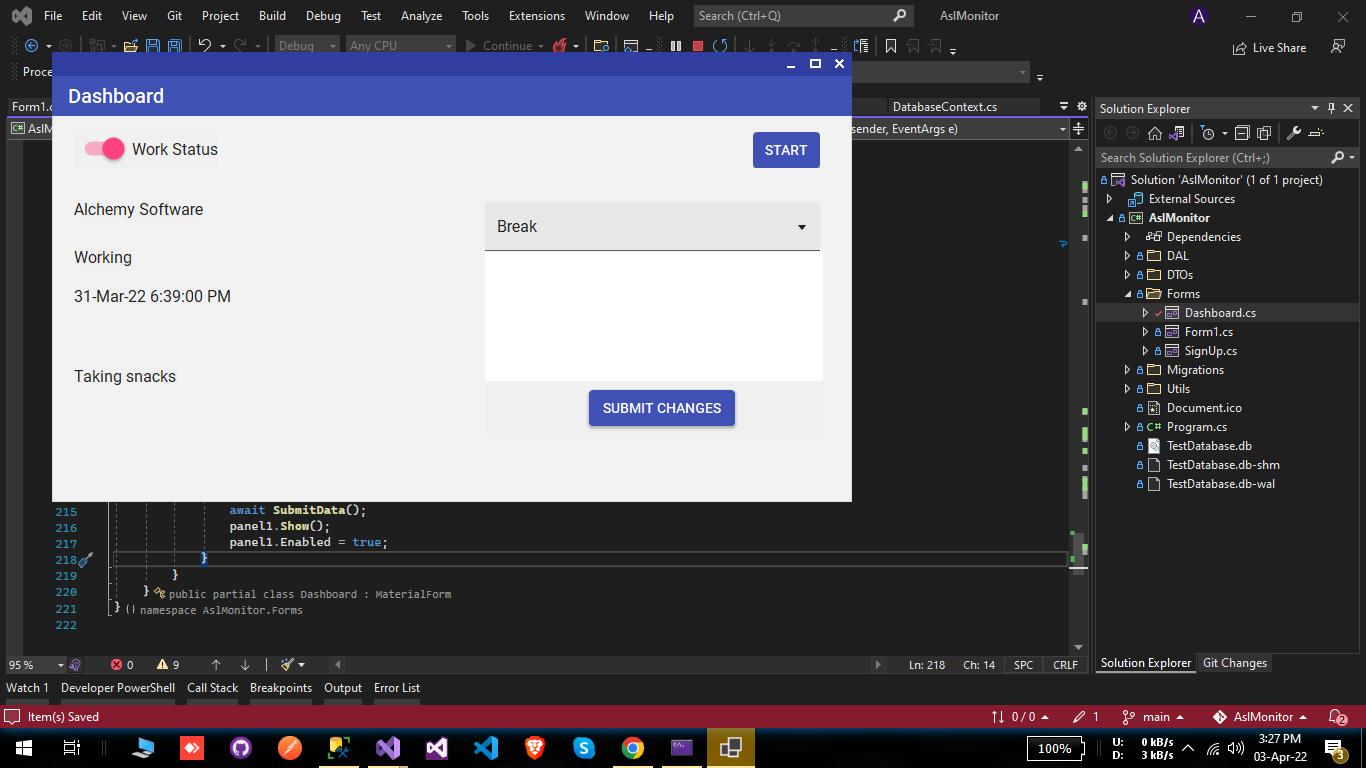 File Edit View Git Project Build Debug Test Analyze Tools Extensions Window Help Search (Ctrl+Q) AslMonitor A
Debug Any CPU Continue Live Share
Proce
Form1.c DatabaseContext.cs
AslM sender, EventArgs e)
Dashboard
Work Status START
Alchemy Software
Break
Working
31-Mar-22 6:39:00 PM
Taking snacks
SUBMIT CHANGES
215 await SubmitData();
216 panel1.Show();
217 panel1.Enabled = true;
218 }
219 }
220 } public partial class Dashboard : MaterialForm
221 } namespace AslMonitor.Forms
222
95 % 0 9 Ln: 218 Ch: 14 SPC CRLF
Solution Explorer
Search Solution Explorer (Ctrl+;)
Solution 'AslMonitor' (1 of 1 project)
External Sources
AslMonitor
Dependencies
DAL
DTOs
Forms
Dashboard.cs
Form1.cs
SignUp.cs
Migrations
Utils
Document.ico
Program.cs
TestDatabase.db
TestDatabase.db-shm
TestDatabase.db-wal
Solution Explorer Git Changes
Watch 1 Developer PowerShell Call Stack Breakpoints Output Error List
Item(s) Saved 0 / 0 1 main AslMonitor 2
100% U: 0 kB/s 3:27 PM
D: 3 kB/s 03-Apr-22 3